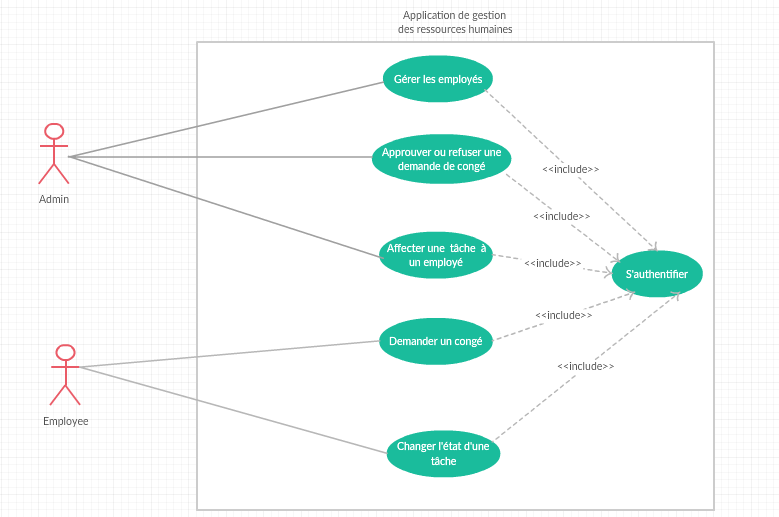 Application de gestion
des ressources humaines
Gérer les employés
Approuver ou refuser une
demande de congé
<<include>>
Admin
<<include>>
Affecter une tâche à
un employé
<<include>>
S'authentifier
<<include>>
Demander un congé
<<include>>
Employee
Changer l'état d'une
tâche